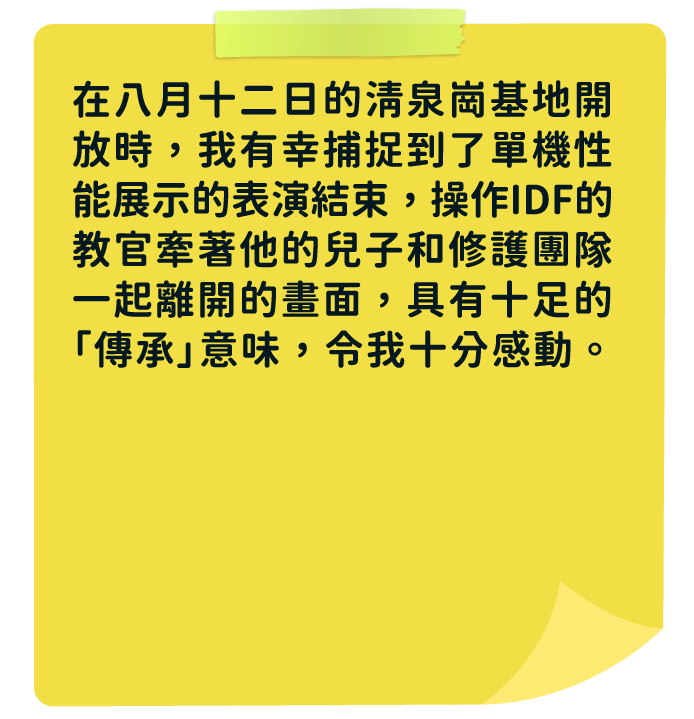 在八月十二日的清泉崗基地開
放時，我有幸捕捉到了單機性
能展示的表演結束，操作IDF的
教官牽著他的兒子和修護團隊
一起離開的畫面，具有十足的
「傳承」意味，令我十分感動。